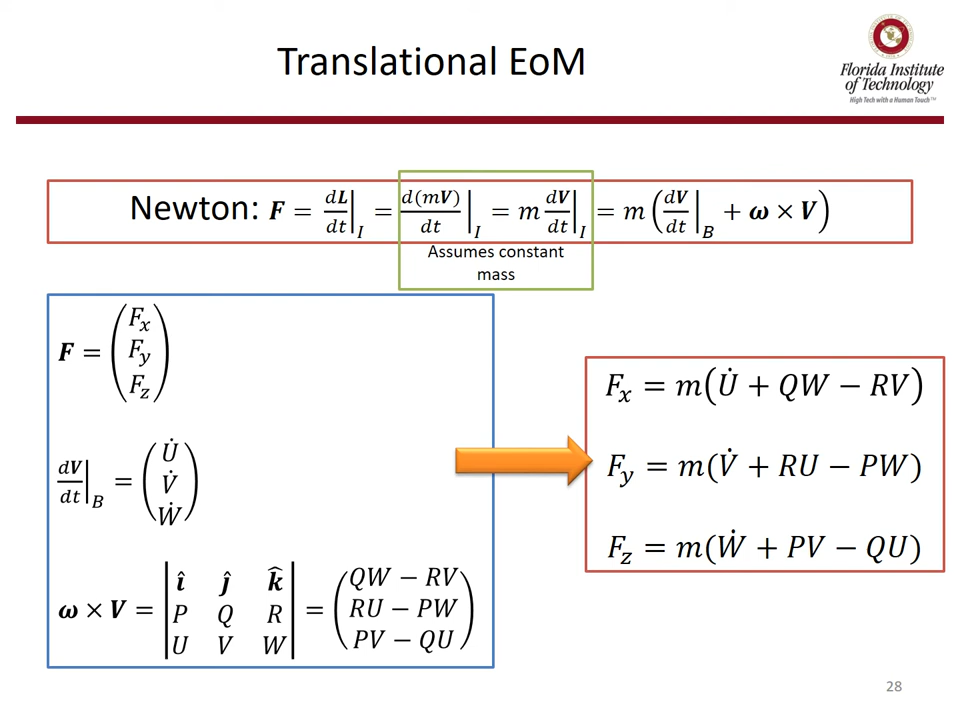 Translational EoM
Florida Institute
of Technology
High Tech with a Human Touch™
Newton: 𝑭 = d𝑳/dt|_I = d(m𝑽)/dt|_I = m d𝑽/dt|_I = m(d𝑽/dt|_B + 𝝎 × 𝑽)
Assumes constant
mass
𝑭 = (F_x
F_y
F_z)
d𝑽/dt|_B = (U̇
V̇
Ẇ)
𝝎 × 𝑽 = |î ĵ k̂
P Q R
U V W| = (QW − RV
RU − PW
PV − QU)
F_x = m(U̇ + QW − RV)
F_y = m(V̇ + RU − PW)
F_z = m(Ẇ + PV − QU)
28